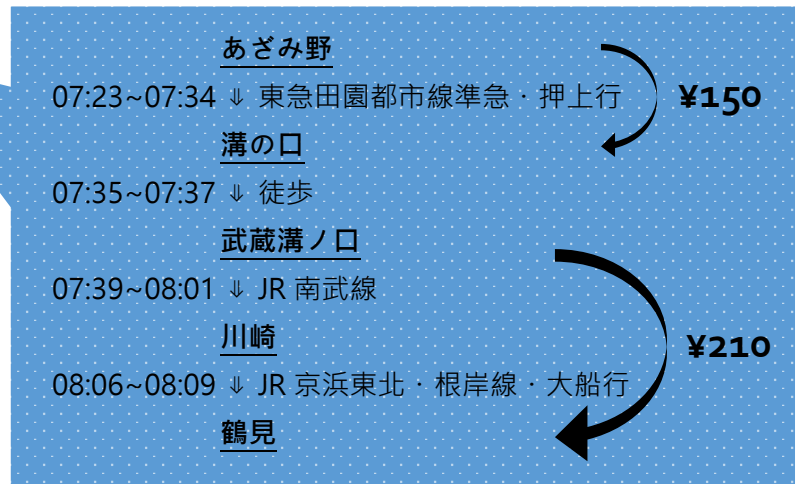 あざみ野
07:23~07:34 ⇓ 東急田園都市線準急・押上行
¥150
溝の口
07:35~07:37 ⇓ 徒歩
武蔵溝ノ口
07:39~08:01 ⇓ JR 南武線
川崎
¥210
08:06~08:09 ⇓ JR 京浜東北・根岸線・大船行
鶴見